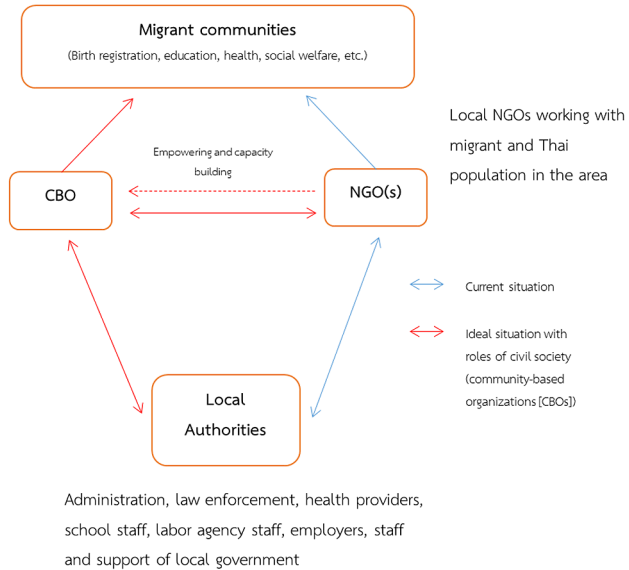 Migrant communities
(Birth registration, education, health, social welfare, etc.)
Local NGOs working with
migrant and Thai
population in the area
Empowering and capacity
building
CBO
NGO(s)
Current situation
Ideal situation with
roles of civil society
(community-based
organizations [CBOs])
Local
Authorities
Administration, law enforcement, health providers,
school staff, labor agency staff, employers, staff
and support of local government